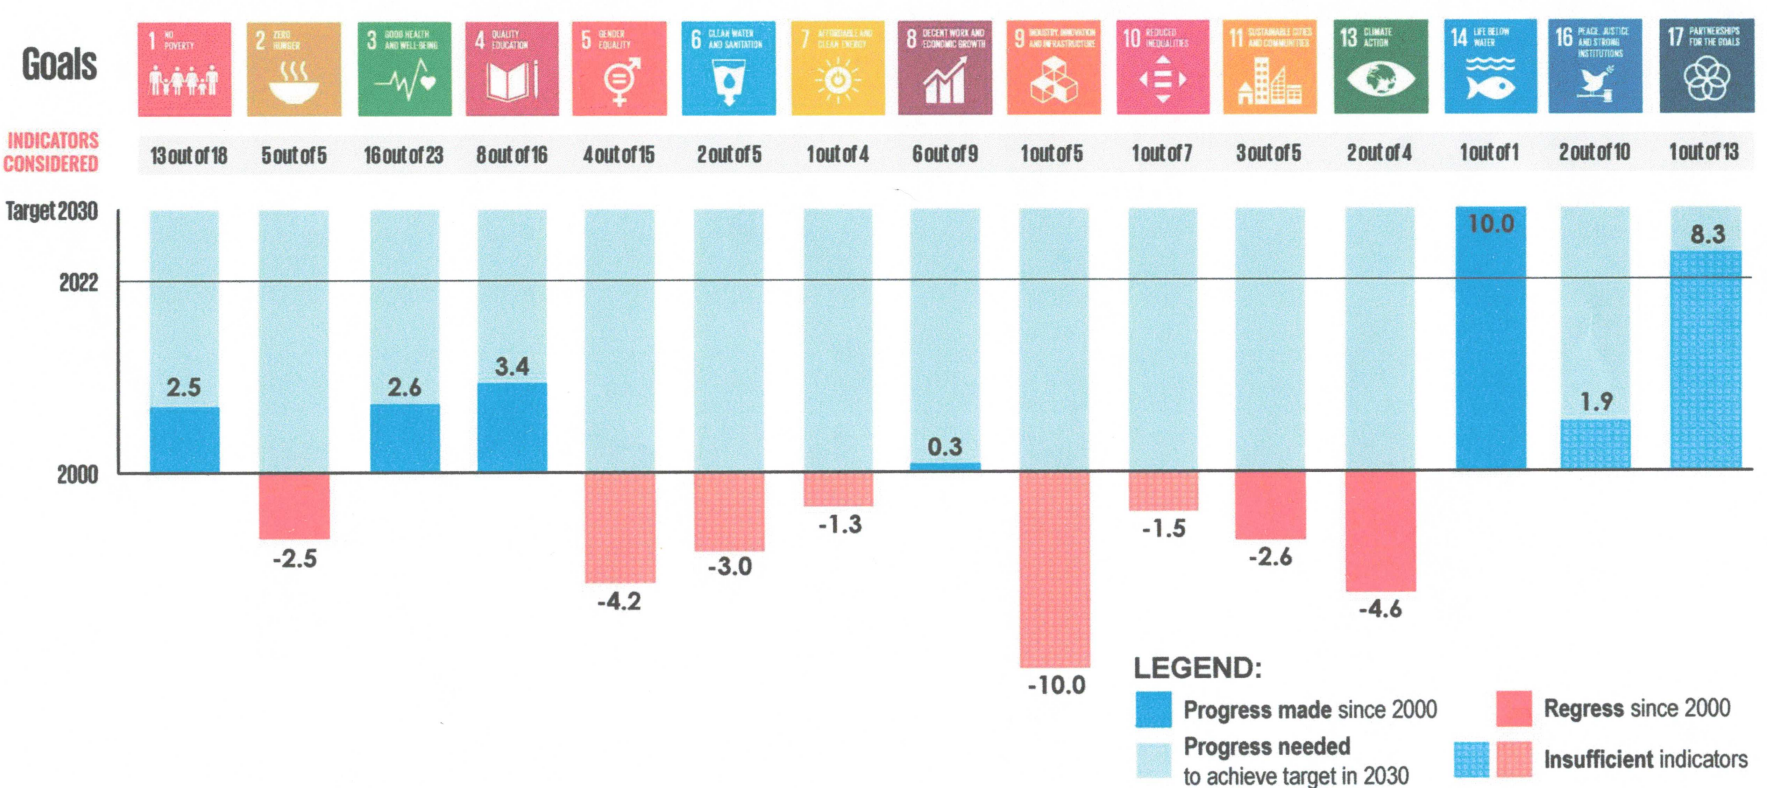 Goals
1 NO POVERTY
2 ZERO HUNGER
3 GOOD HEALTH AND WELL-BEING
4 QUALITY EDUCATION
5 GENDER EQUALITY
6 CLEAN WATER AND SANITATION
7 AFFORDABLE AND CLEAN ENERGY
8 DECENT WORK AND ECONOMIC GROWTH
9 INDUSTRY, INNOVATION AND INFRASTRUCTURE
10 REDUCED INEQUALITIES
11 SUSTAINABLE CITIES AND COMMUNITIES
13 CLIMATE ACTION
14 LIFE BELOW WATER
16 PEACE, JUSTICE AND STRONG INSTITUTIONS
17 PARTNERSHIPS FOR THE GOALS
INDICATORS
CONSIDERED
13 out of 18 5 out of 5 16 out of 23 8 out of 16 4 out of 15 2 out of 5 1 out of 4 6 out of 9 1 out of 5 1 out of 7 3 out of 5 2 out of 4 1 out of 1 2 out of 10 1 out of 13
Target 2030
2022
2000
2.5
-2.5
2.6
3.4
-4.2
-3.0
-1.3
0.3
-10.0
-1.5
-2.6
-4.6
10.0
1.9
8.3
LEGEND:
Progress made since 2000
Progress needed
to achieve target in 2030
Regress since 2000
Insufficient indicators